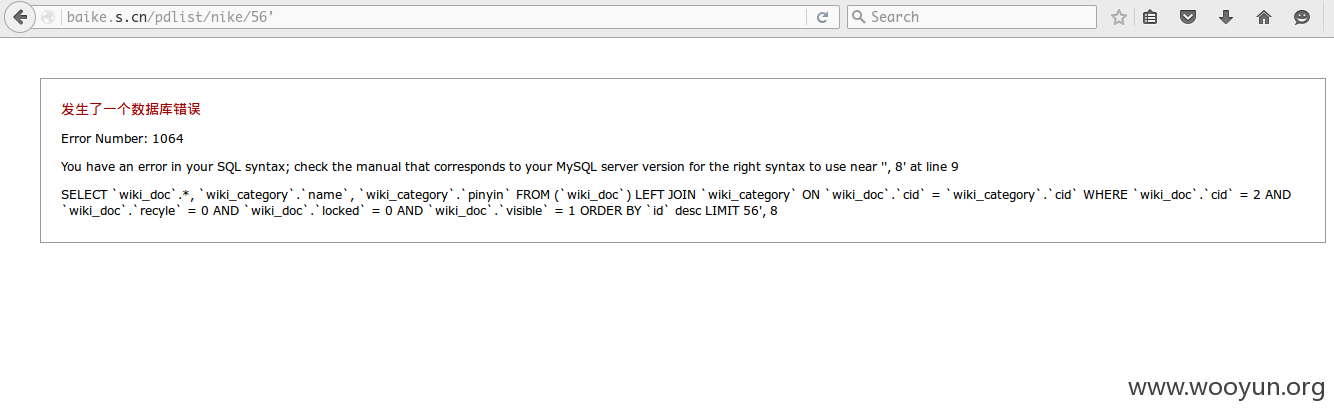 baike.s.cn/pdlist/nike/56'
Search
发生了一个数据库错误
Error Number: 1064
You have an error in your SQL syntax; check the manual that corresponds to your MySQL server version for the right syntax to use near '', 8' at line 9
SELECT `wiki_doc`.*, `wiki_category`.`name`, `wiki_category`.`pinyin` FROM (`wiki_doc`) LEFT JOIN `wiki_category` ON `wiki_doc`.`cid` = `wiki_category`.`cid` WHERE `wiki_doc`.`cid` = 2 AND
`wiki_doc`.`recyle` = 0 AND `wiki_doc`.`locked` = 0 AND `wiki_doc`.`visible` = 1 ORDER BY `id` desc LIMIT 56', 8
www.wooyun.org